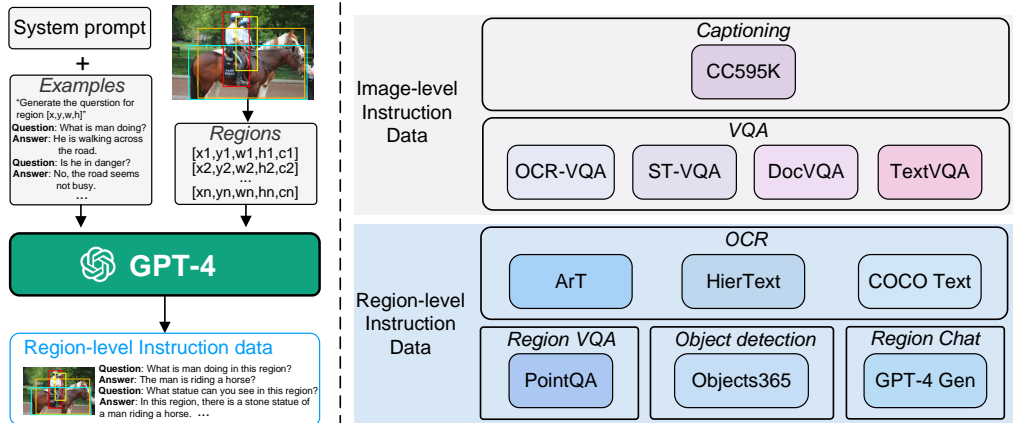 System prompt
+
Examples
“Generate the querstion for
region [x,y,w,h]”
Question: What is man doing?
Answer: He is walking across
the road.
Question: Is he in danger?
Answer: No, the road seems
not busy.
...
Regions
[x1,y1,w1,h1,c1]
[x2,y2,w2,h2,c2]
...
[xn,yn,wn,hn,cn]
GPT-4
Region-level Instruction data
Question: What is man doing in this region?
Answer: The man is riding a horse?
Question: What statue can you see in this region?
Answer: In this region, there is a stone statue of
a man riding a horse. ...
Image-level
Instruction
Data
Captioning
CC595K
VQA
OCR-VQA
ST-VQA
DocVQA
TextVQA
Region-level
Instruction
Data
OCR
ArT
HierText
COCO Text
Region VQA
PointQA
Object detection
Objects365
Region Chat
GPT-4 Gen